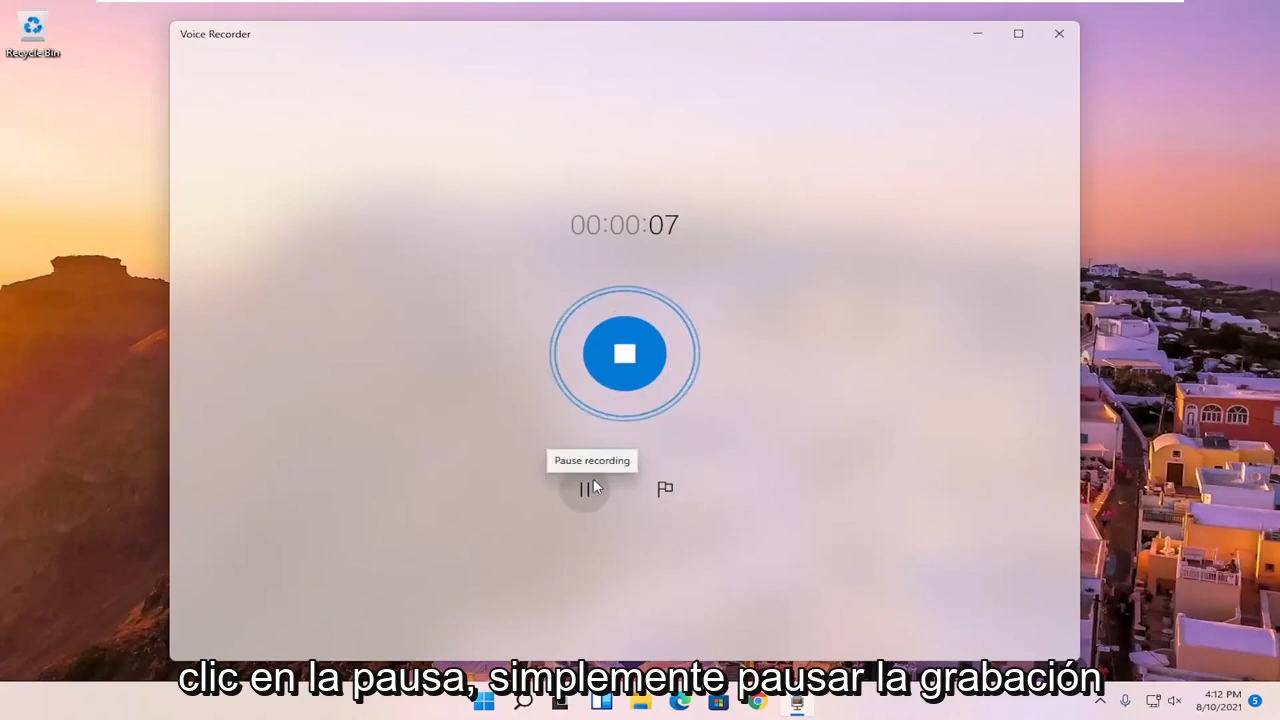 Recycle Bin
Voice Recorder
00:00:07
Pause recording
clic en la pausa, simplemente pausar la grabación
4:12 PM
8/10/2021
5